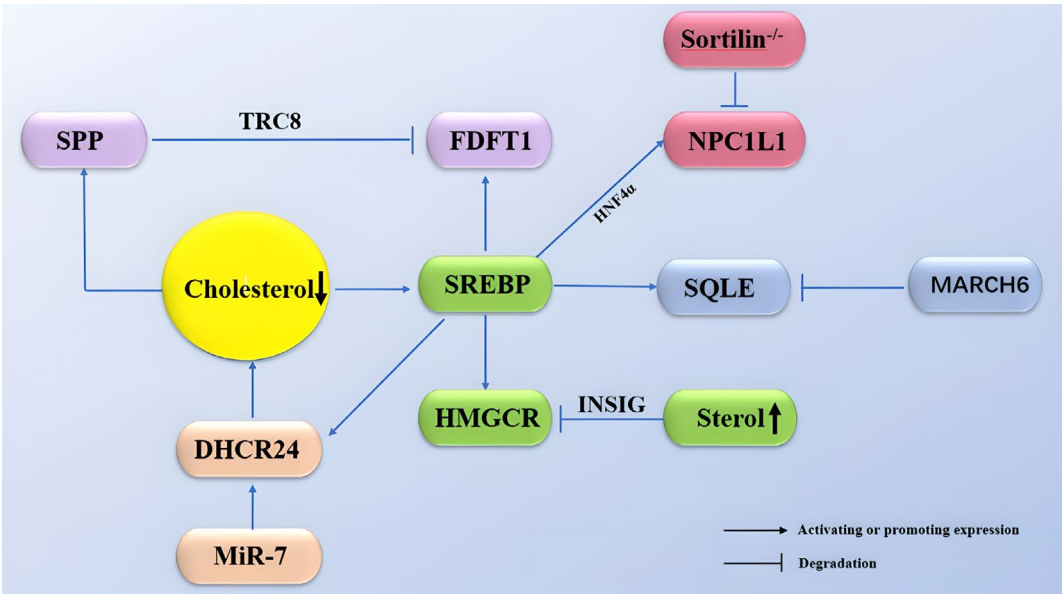 Sortilin-/-
SPP
TRC8
FDFT1
NPC1L1
HNF4α
Cholesterol↓
SREBP
SQLE
MARCH6
HMGCR
INSIG
Sterol↑
DHCR24
MiR-7
Activating or promoting expression
Degradation